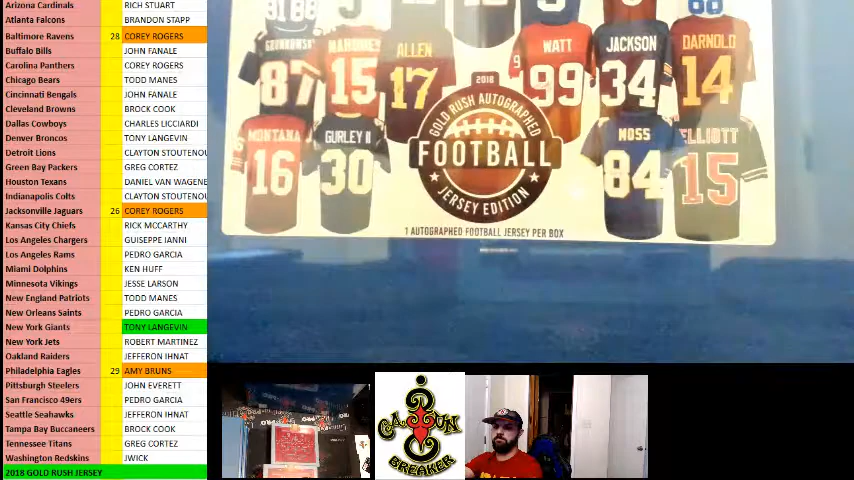 Arizona Cardinals RICH STUART
Atlanta Falcons BRANDON STAPP
Baltimore Ravens 28 COREY ROGERS
Buffalo Bills JOHN FANALE
Carolina Panthers COREY ROGERS
Chicago Bears TODD MANES
Cincinnati Bengals JOHN FANALE
Cleveland Browns BROCK COOK
Dallas Cowboys CHARLES LICCIARDI
Denver Broncos TONY LANGEVIN
Detroit Lions CLAYTON STOUTENOU
Green Bay Packers GREG CORTEZ
Houston Texans DANIEL VAN WAGENE
Indianapolis Colts CLAYTON STOUTENOU
Jacksonville Jaguars 26 COREY ROGERS
Kansas City Chiefs RICK MCCARTHY
Los Angeles Chargers GUISEPPE IANNI
Los Angeles Rams PEDRO GARCIA
Miami Dolphins KEN HUFF
Minnesota Vikings JESSE LARSON
New England Patriots TODD MANES
New Orleans Saints PEDRO GARCIA
New York Giants TONY LANGEVIN
New York Jets ROBERT MARTINEZ
Oakland Raiders JEFFERON IHNAT
Philadelphia Eagles 29 AMY BRUNS
Pittsburgh Steelers JOHN EVERETT
San Francisco 49ers PEDRO GARCIA
Seattle Seahawks JEFFERON IHNAT
Tampa Bay Buccaneers BROCK COOK
Tennessee Titans GREG CORTEZ
Washington Redskins JWICK
2018 GOLD RUSH JERSEY
GRONKOWSKI
87
MAHOMES
15
ALLEN
17
WATT
99
JACKSON
34
DARNOLD
14
MONTANA
16
GURLEY II
30
MOSS
84
ELLIOTT
15
2018
GOLD RUSH AUTOGRAPHED
FOOTBALL
JERSEY EDITION
1 AUTOGRAPHED FOOTBALL JERSEY PER BOX
CAJUN
BREAKER